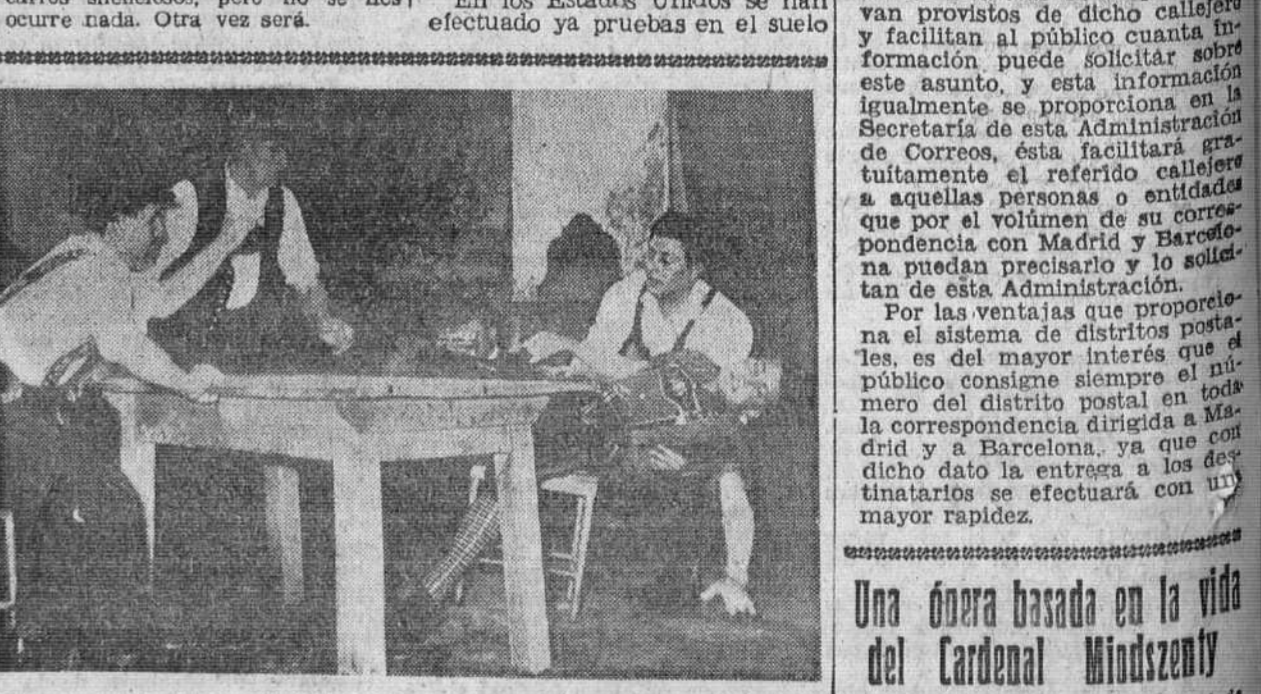 ocurre nada. Otra vez será.
En los Estados Unidos se han
efectuado ya pruebas en el suelo
van provistos de dicho callejero
y facilitan al público cuanta in-
formación puede solicitar sobre
este asunto, y esta información
igualmente se proporciona en la
Secretaría de esta Administración
de Correos, ésta facilitará gra-
tuitamente el referido callejero
a aquellas personas o entidades
que por el volúmen de su corres-
pondencia con Madrid y Barcelo-
na puedan precisarlo y lo solici-
tan de esta Administración.
Por las ventajas que proporcio-
na el sistema de distritos posta-
les, es del mayor interés que el
público consigne siempre el nú-
mero del distrito postal en toda
la correspondencia dirigida a Ma-
drid y a Barcelona, ya que con
dicho dato la entrega a los des-
tinatarios se efectuará con un
mayor rapidez.
Una ópera basada en la vida
del Cardenal Mindszenty